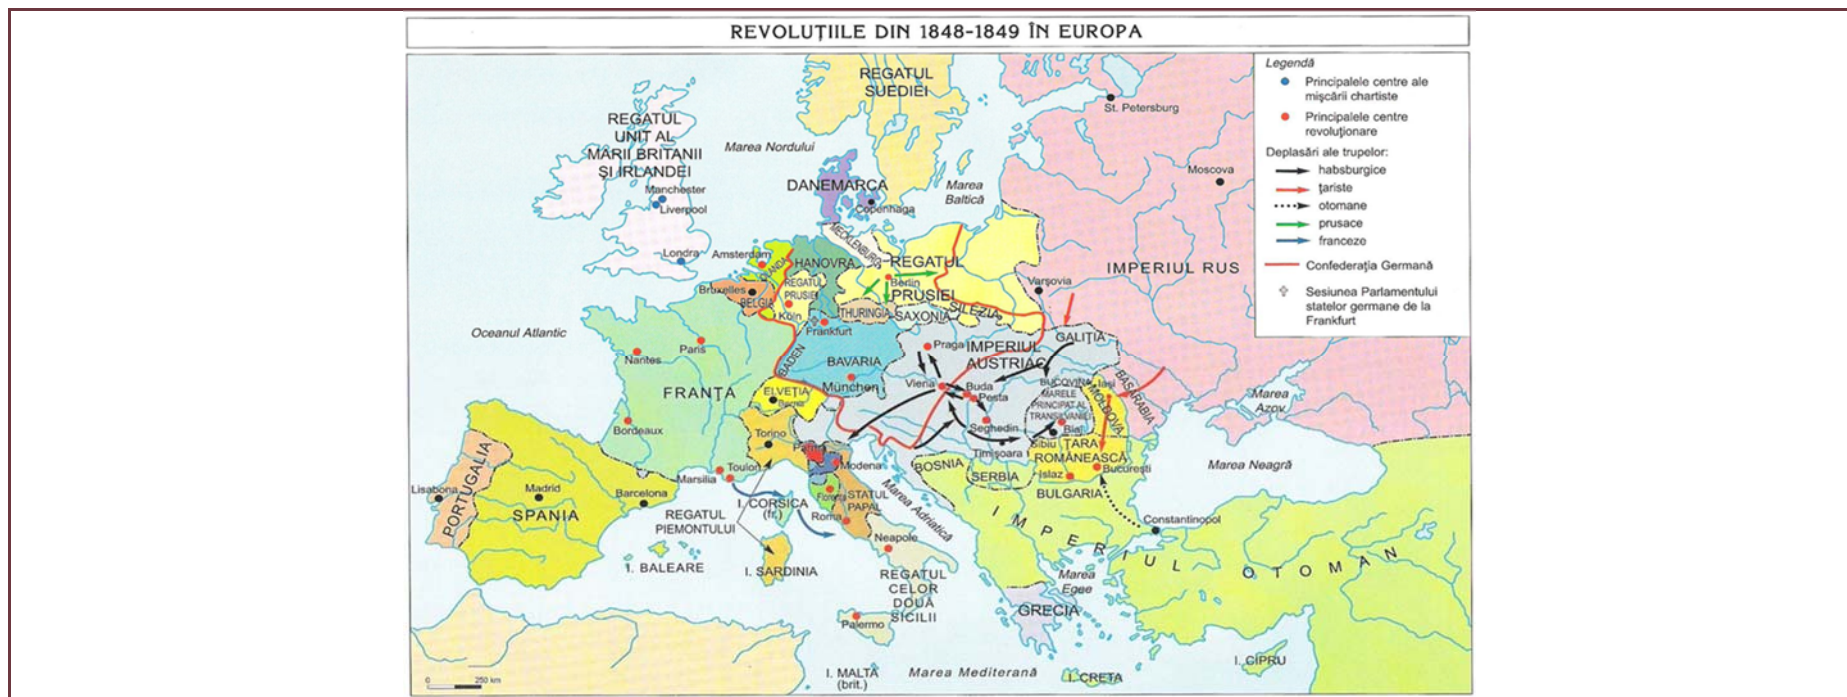 REVOLUȚIILE DIN 1848-1849 ÎN EUROPA
Legendă
Principalele centre ale
mișcării chartiste
Principalele centre
revoluționare
Deplasări ale trupelor:
habsburgice
țariste
otomane
prusace
franceze
Confederația Germană
Sesiunea Parlamentului
statelor germane de la
Frankfurt
REGATUL
SUEDIEI
St. Petersburg
REGATUL
UNIT AL
MARII BRITANII
ȘI IRLANDEI
Marea Nordului
Moscova
Manchester
Liverpool
DANEMARCA
Marea
Baltică
Copenhaga
Londra
Amsterdam
OLANDA
HANOVRA
MECKLENBURG
REGATUL
PRUSIEI
Berlin
IMPERIUL RUS
Varșovia
Bruxelles
BELGIA
REGATUL
PRUSIEI
Köln
THURINGIA
SAXONIA
SILEZIA
Frankfurt
Oceanul Atlantic
Nantes
Paris
BADEN
BAVARIA
München
Praga
IMPERIUL
AUSTRIAC
GALIȚIA
FRANȚA
ELVEȚIA
Berna
Viena
Buda
Pesta
BUCOVINA
MARELE
PRINCIPAT AL
TRANSILVANIEI
Iași
MOLDOVA
BASARABIA
Marea
Azov
Bordeaux
Torino
Seghedin
Blaj
Sibiu
Timișoara
ȚARA
ROMÂNEASCĂ
Parma
Modena
BOSNIA
SERBIA
Islaz
București
Marea Neagră
BULGARIA
PORTUGALIA
Lisabona
Madrid
SPANIA
Barcelona
Marsilia
Toulon
I. CORSICA
(fr.)
Florența
STATUL
PAPAL
Roma
Marea Adriatică
REGATUL
PIEMONTULUI
Neapole
Constantinopol
IMPERIUL OTOMAN
I. BALEARE
I. SARDINIA
REGATUL
CELOR
DOUĂ
SICILII
Marea
Egee
GRECIA
Palermo
I. MALTA
(brit.)
Marea Mediterană
I. CRETA
I. CIPRU
0 250 km